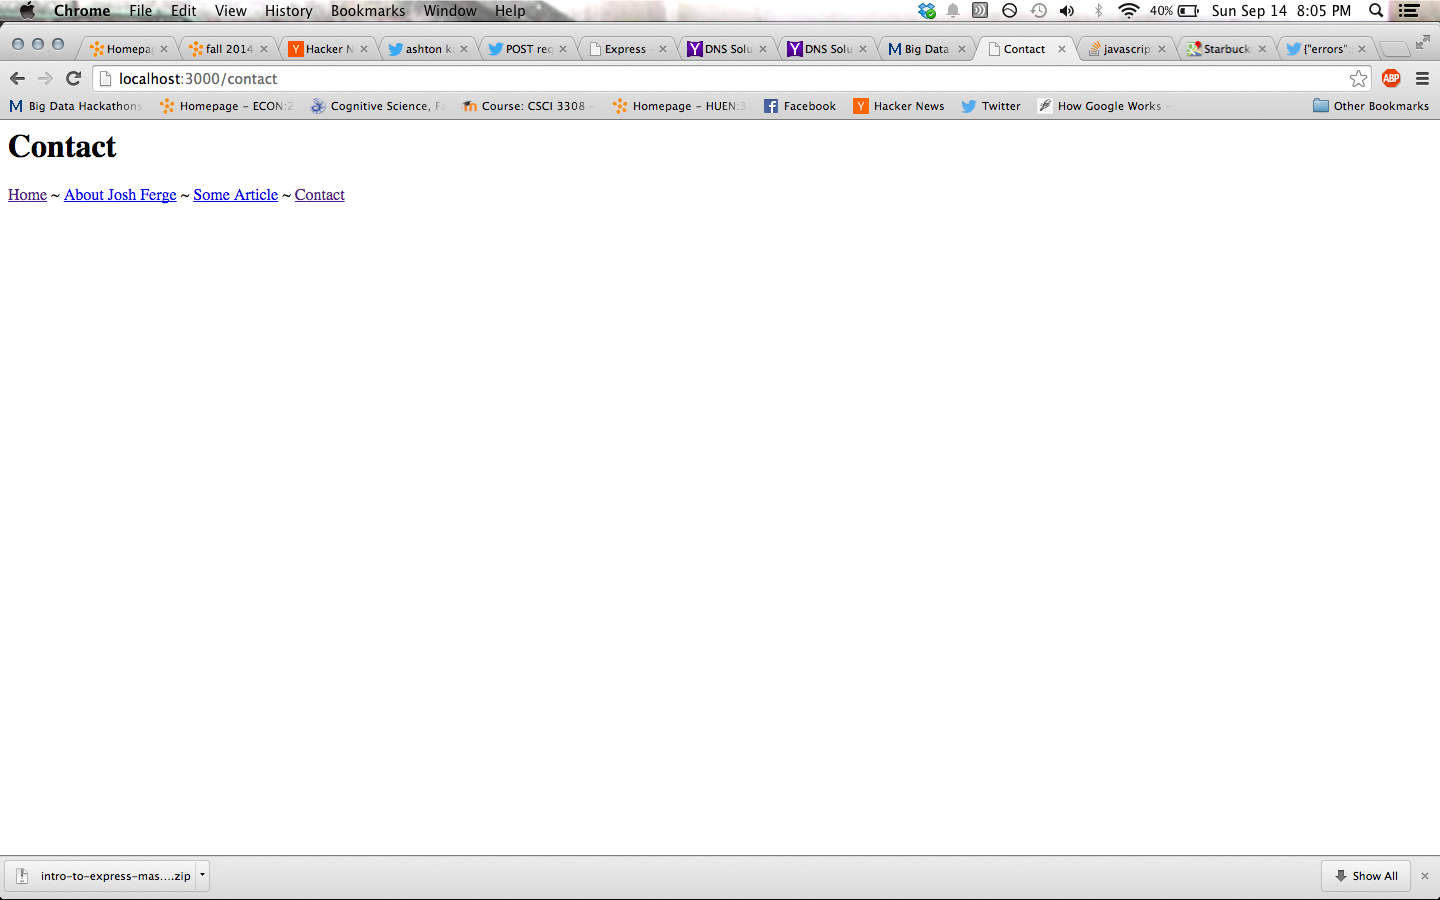 Chrome File Edit View History Bookmarks Window Help 40% Sun Sep 14 8:05 PM
Homepa fall 2014 Hacker N ashton k POST req Express DNS Solu DNS Solu Big Data Contact javascrip Starbuck {"errors":
localhost:3000/contact ABP
Big Data Hackathons Homepage – ECON:2 Cognitive Science, Fa Course: CSCI 3308 – Homepage – HUEN:3 Facebook Hacker News Twitter How Google Works – Other Bookmarks
Contact
Home ~ About Josh Ferge ~ Some Article ~ Contact
intro-to-express-mas....zip Show All